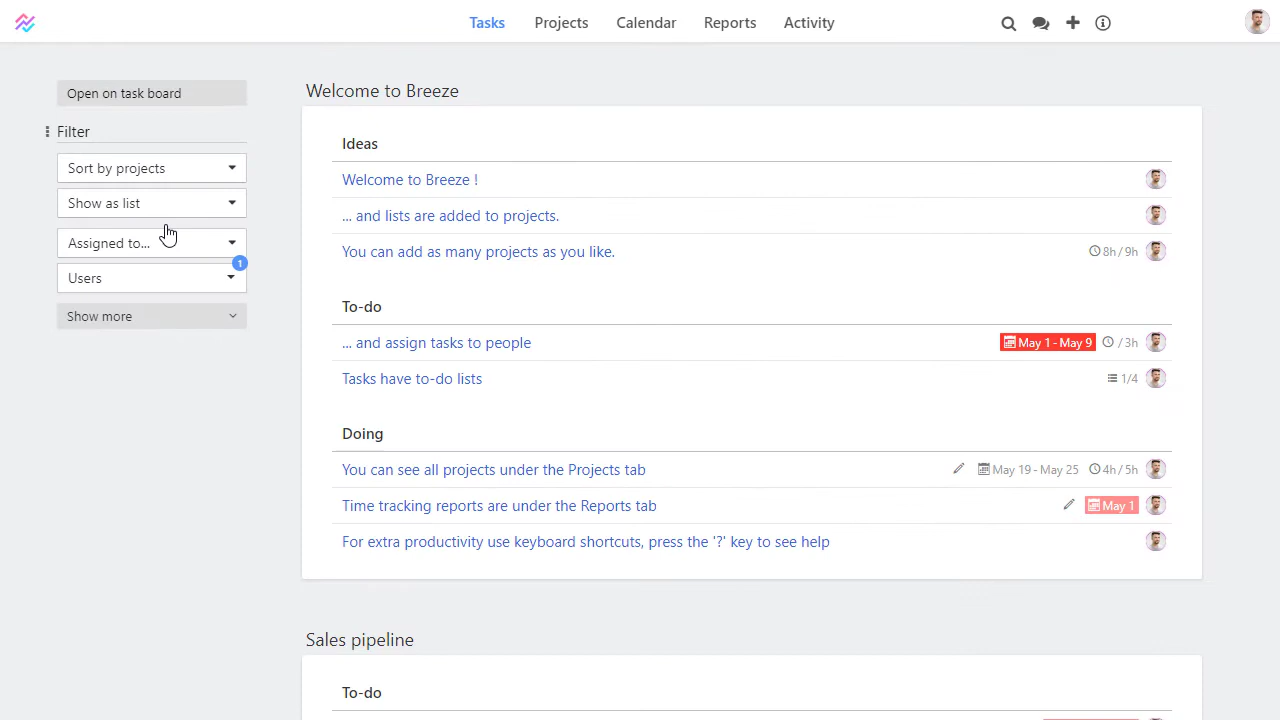 Tasks Projects Calendar Reports Activity
Open on task board
Filter
Sort by projects
Show as list
Assigned to...
Users
1
Show more
Welcome to Breeze
Ideas
Welcome to Breeze !
... and lists are added to projects.
You can add as many projects as you like. 8h / 9h
To-do
... and assign tasks to people May 1 - May 9 / 3h
Tasks have to-do lists 1/4
Doing
You can see all projects under the Projects tab May 19 - May 25 4h / 5h
Time tracking reports are under the Reports tab May 1
For extra productivity use keyboard shortcuts, press the '?' key to see help
Sales pipeline
To-do